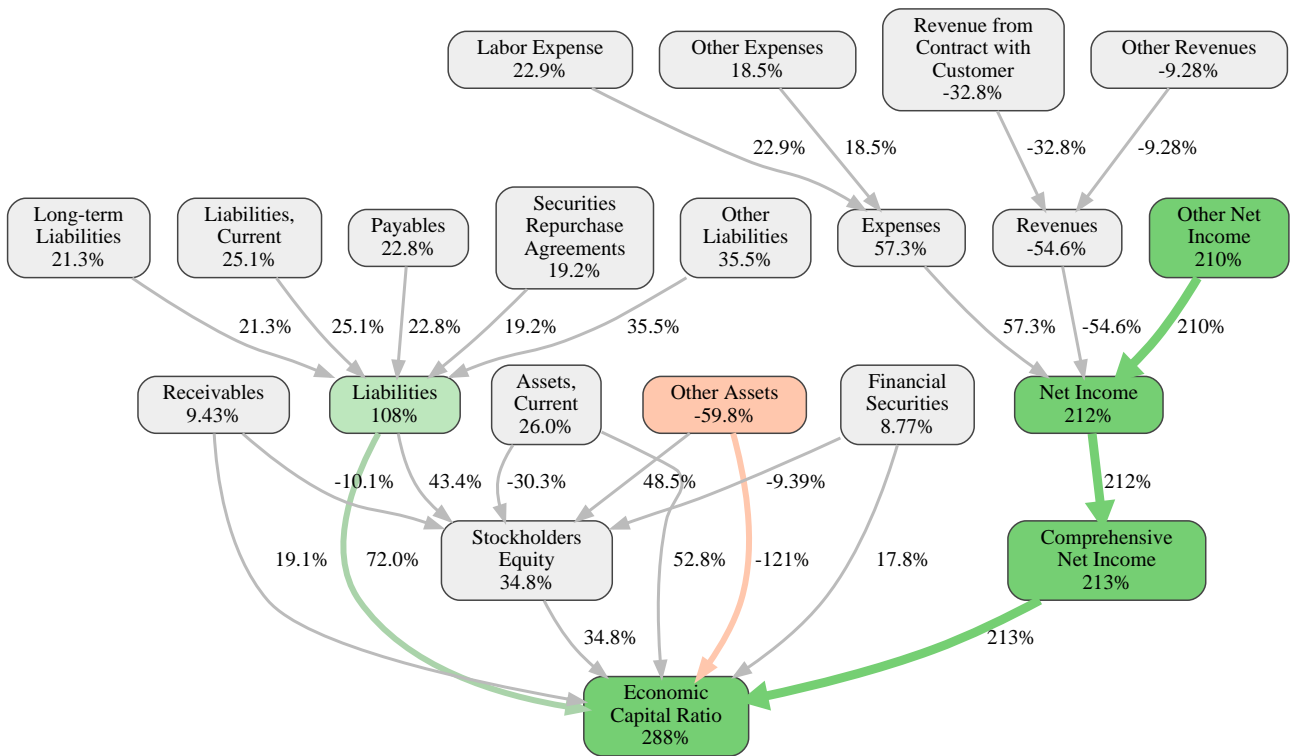 Labor Expense
22.9%
Other Expenses
18.5%
Revenue from
Contract with
Customer
-32.8%
Other Revenues
-9.28%
22.9%
18.5%
-32.8%
-9.28%
Long-term
Liabilities
21.3%
Liabilities,
Current
25.1%
Payables
22.8%
Securities
Repurchase
Agreements
19.2%
Other
Liabilities
35.5%
Expenses
57.3%
Revenues
-54.6%
Other Net
Income
210%
21.3%
25.1%
22.8%
19.2%
35.5%
57.3%
-54.6%
210%
Receivables
9.43%
Liabilities
108%
Assets,
Current
26.0%
Other Assets
-59.8%
Financial
Securities
8.77%
Net Income
212%
-10.1%
43.4%
-30.3%
48.5%
-9.39%
212%
Stockholders
Equity
34.8%
Comprehensive
Net Income
213%
19.1%
72.0%
52.8%
-121%
17.8%
34.8%
213%
Economic
Capital Ratio
288%